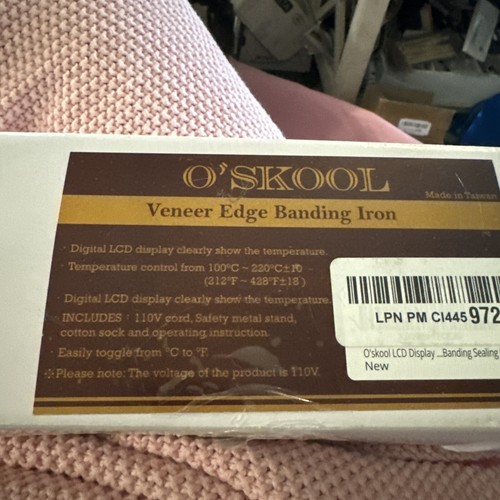 O'SKOOL
Made in Taiwan
Veneer Edge Banding Iron
· Digital LCD display clearly show the temperature.
· Temperature control from 100°C ~ 220°C±10
(212°F ~ 428°F±18 )
· Digital LCD display clearly show the temperature.
· INCLUDES : 110V cord, Safety metal stand,
cotton sock and operating instruction.
· Easily toggle from °C to °F.
※Please note: The voltage of the product is 110V.
LPN PM CI445 972
O'skool LCD Display ...Banding Sealing
New